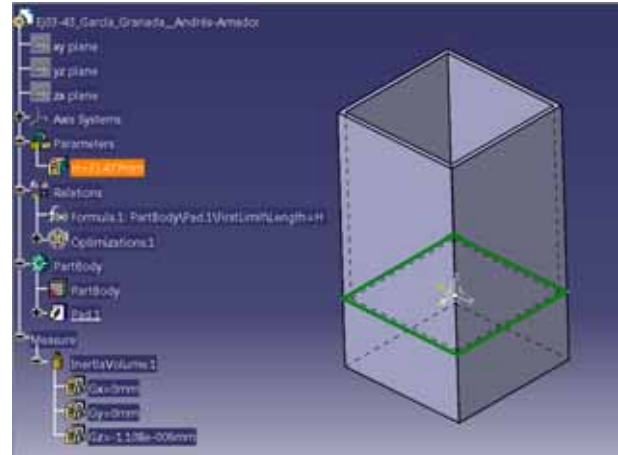 Ej03-43_García_Granada__Andrés-Amador
xy plane
yz plane
zx plane
Axis Systems
Parameters
Relations
Formula.1: PartBody\Pad.1\FirstLimit\Length=H
Optimizations.1
PartBody
PartBody
Pad.1
Measure
InertiaVolume.1
Gx=0mm
Gy=0mm